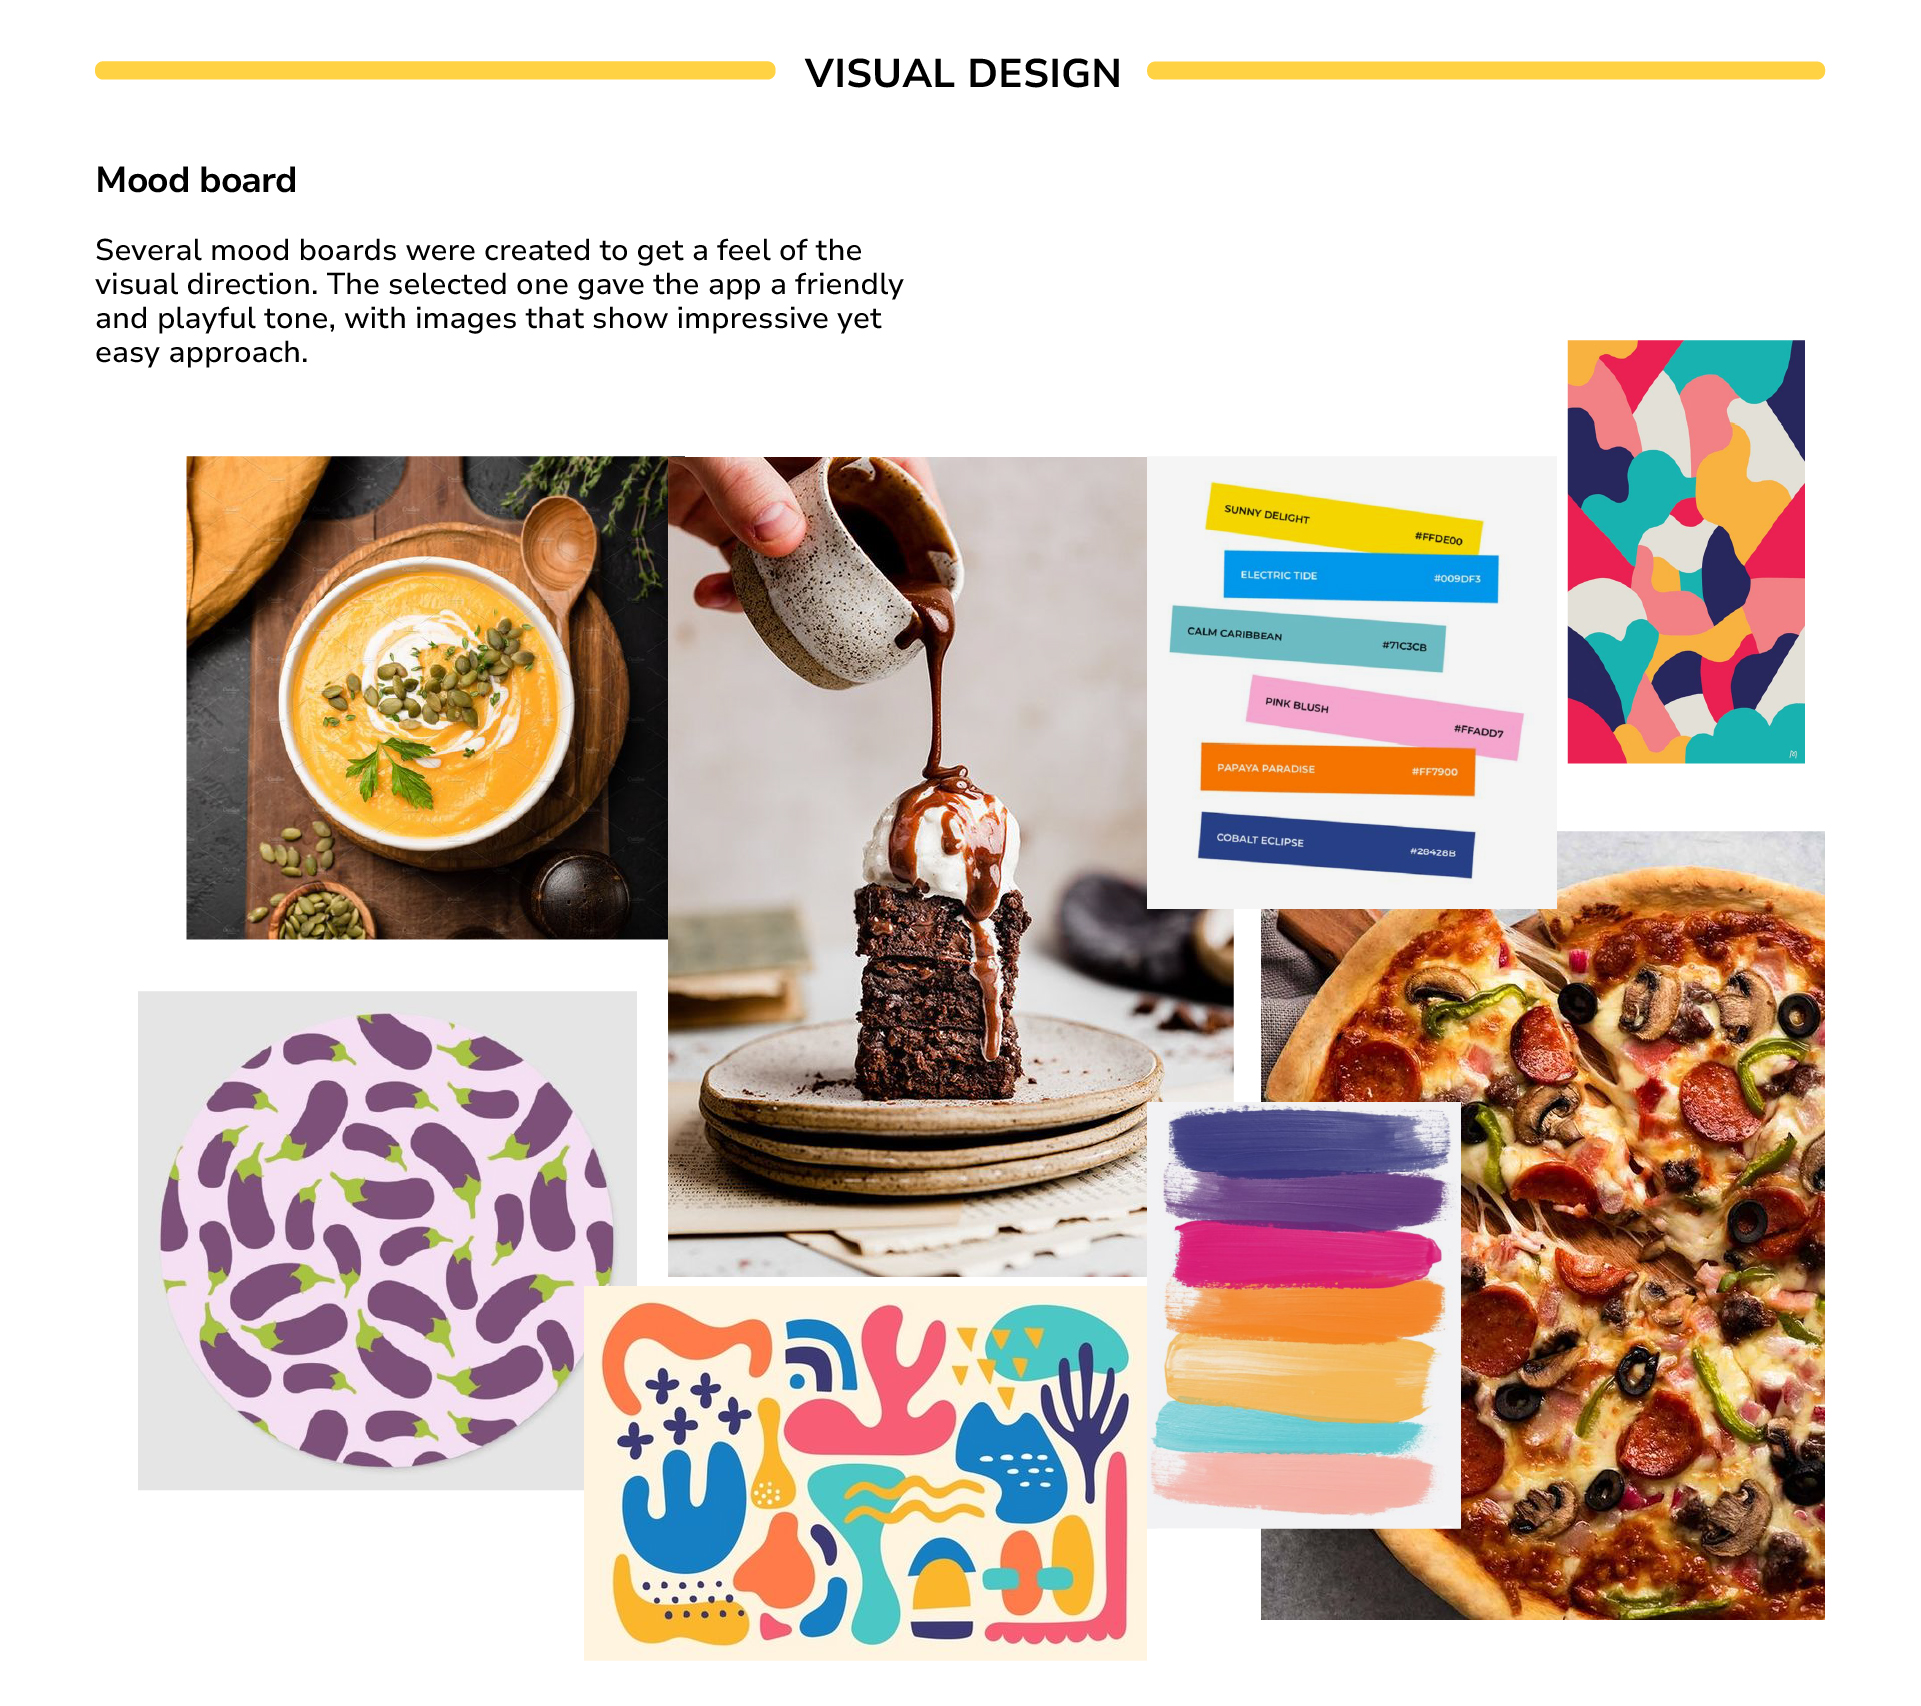 VISUAL DESIGN
Mood board
Several mood boards were created to get a feel of the
visual direction. The selected one gave the app a friendly
and playful tone, with images that show impressive yet
easy approach.
SUNNY DELIGHT
#FFDE00
ELECTRIC TIDE
#009DF3
CALM CARIBBEAN
#71C3CB
PINK BLUSH
#FFADD7
PAPAYA PARADISE
#FF7900
COBALT ECLIPSE
#28428B